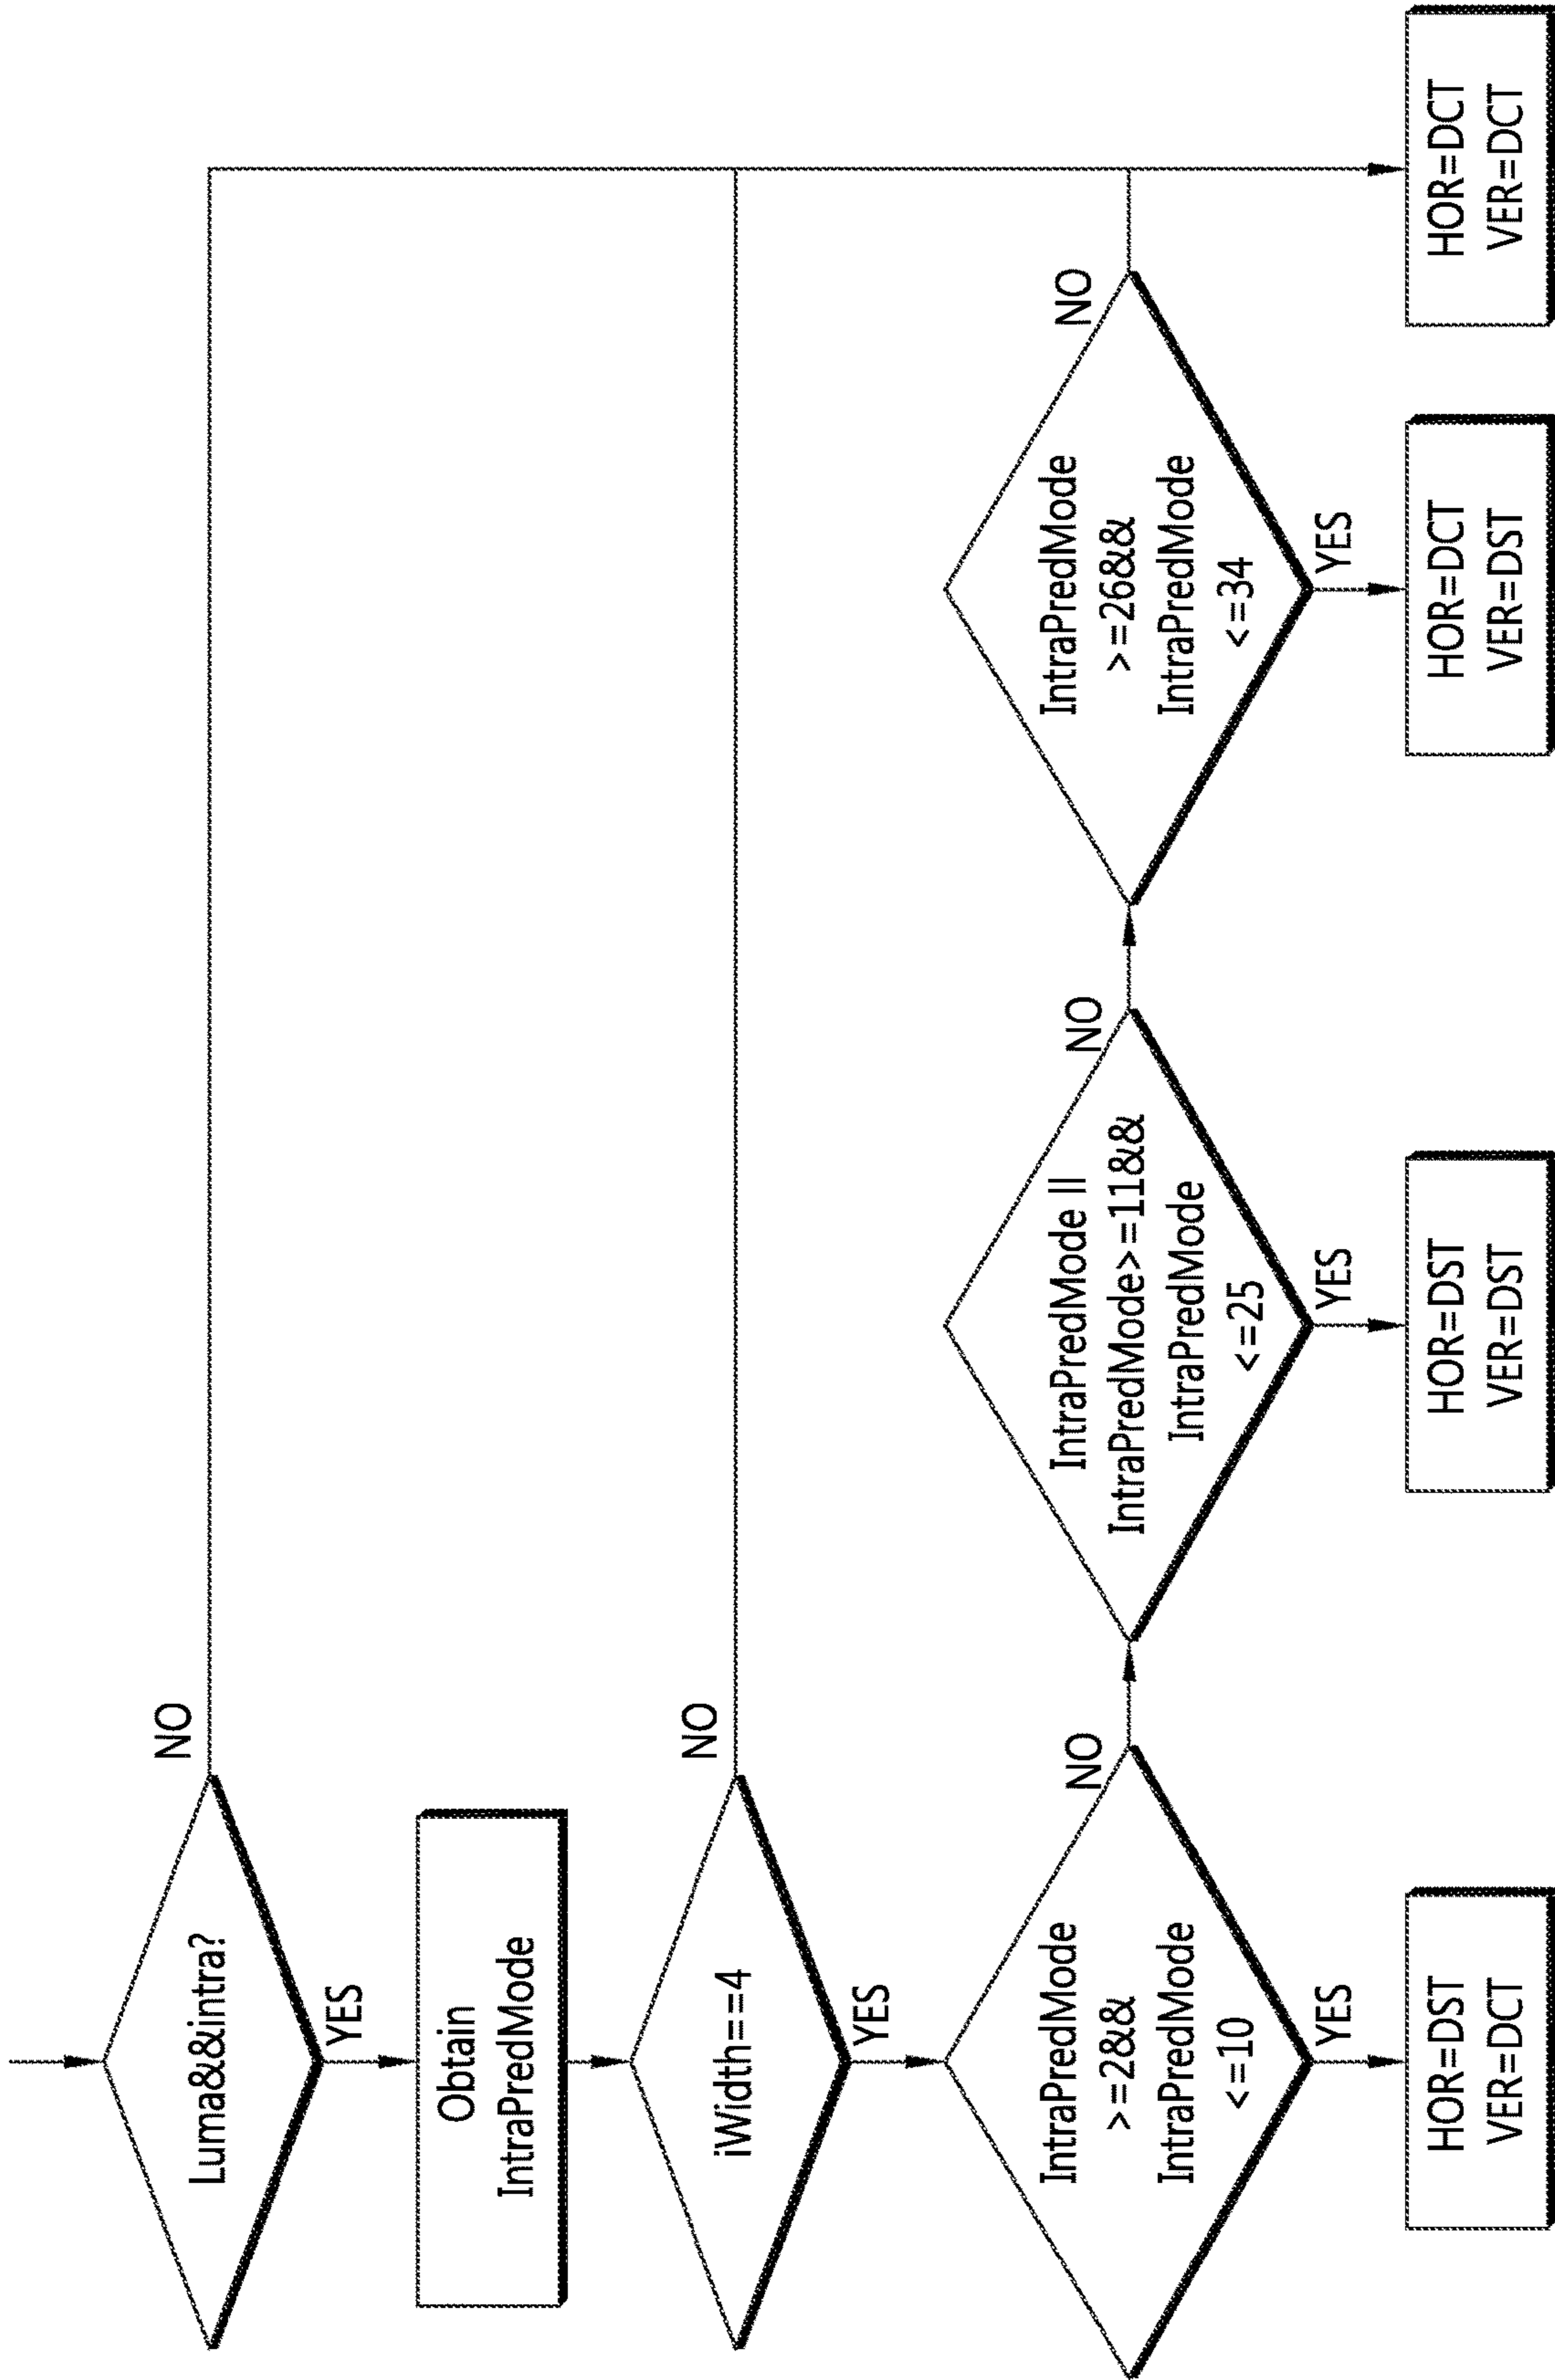 Luma&&intra?
NO
YES
Obtain
IntraPredMode
iWidth==4
NO
YES
IntraPredMode
>=2&&
IntraPredMode
<=10
NO
YES
IntraPredMode ||
IntraPredMode>=11&&
IntraPredMode
<=25
NO
YES
IntraPredMode
>=26&&
IntraPredMode
<=34
NO
YES
HOR=DST
VER=DCT
HOR=DST
VER=DST
HOR=DCT
VER=DST
HOR=DCT
VER=DCT